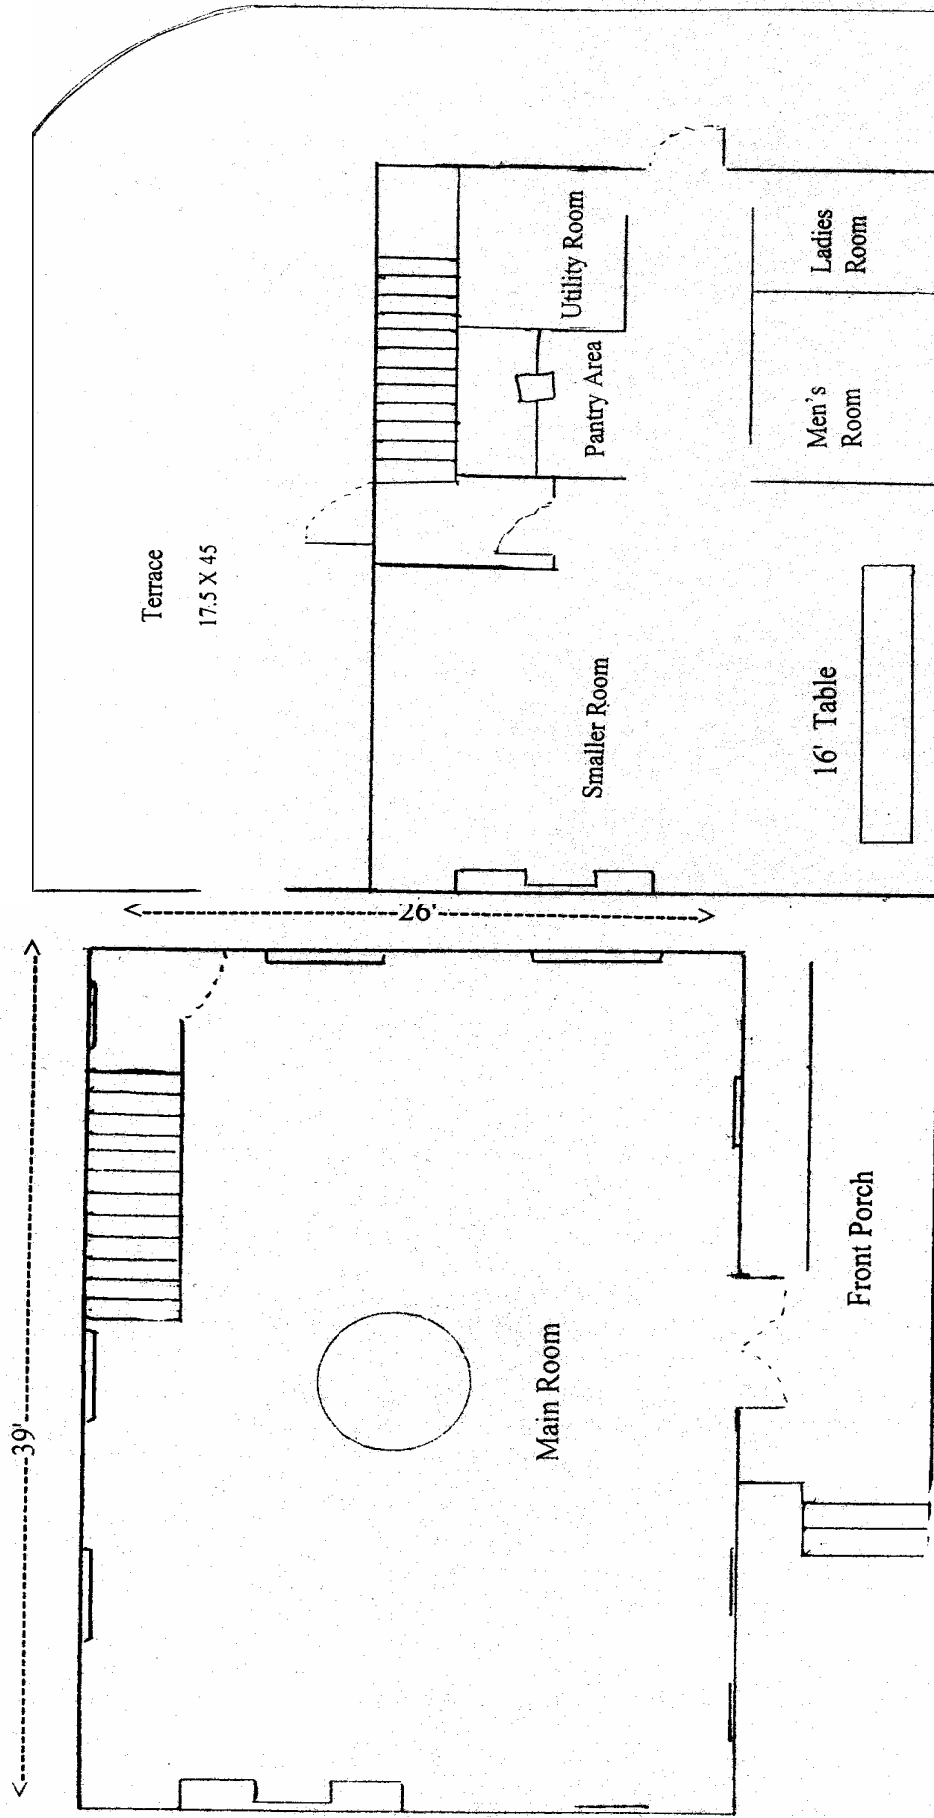 Terrace
17.5 X 45
Utility Room
Pantry Area
Ladies
Room
Men's
Room
Smaller Room
16' Table
26'
39'
Main Room
Front Porch